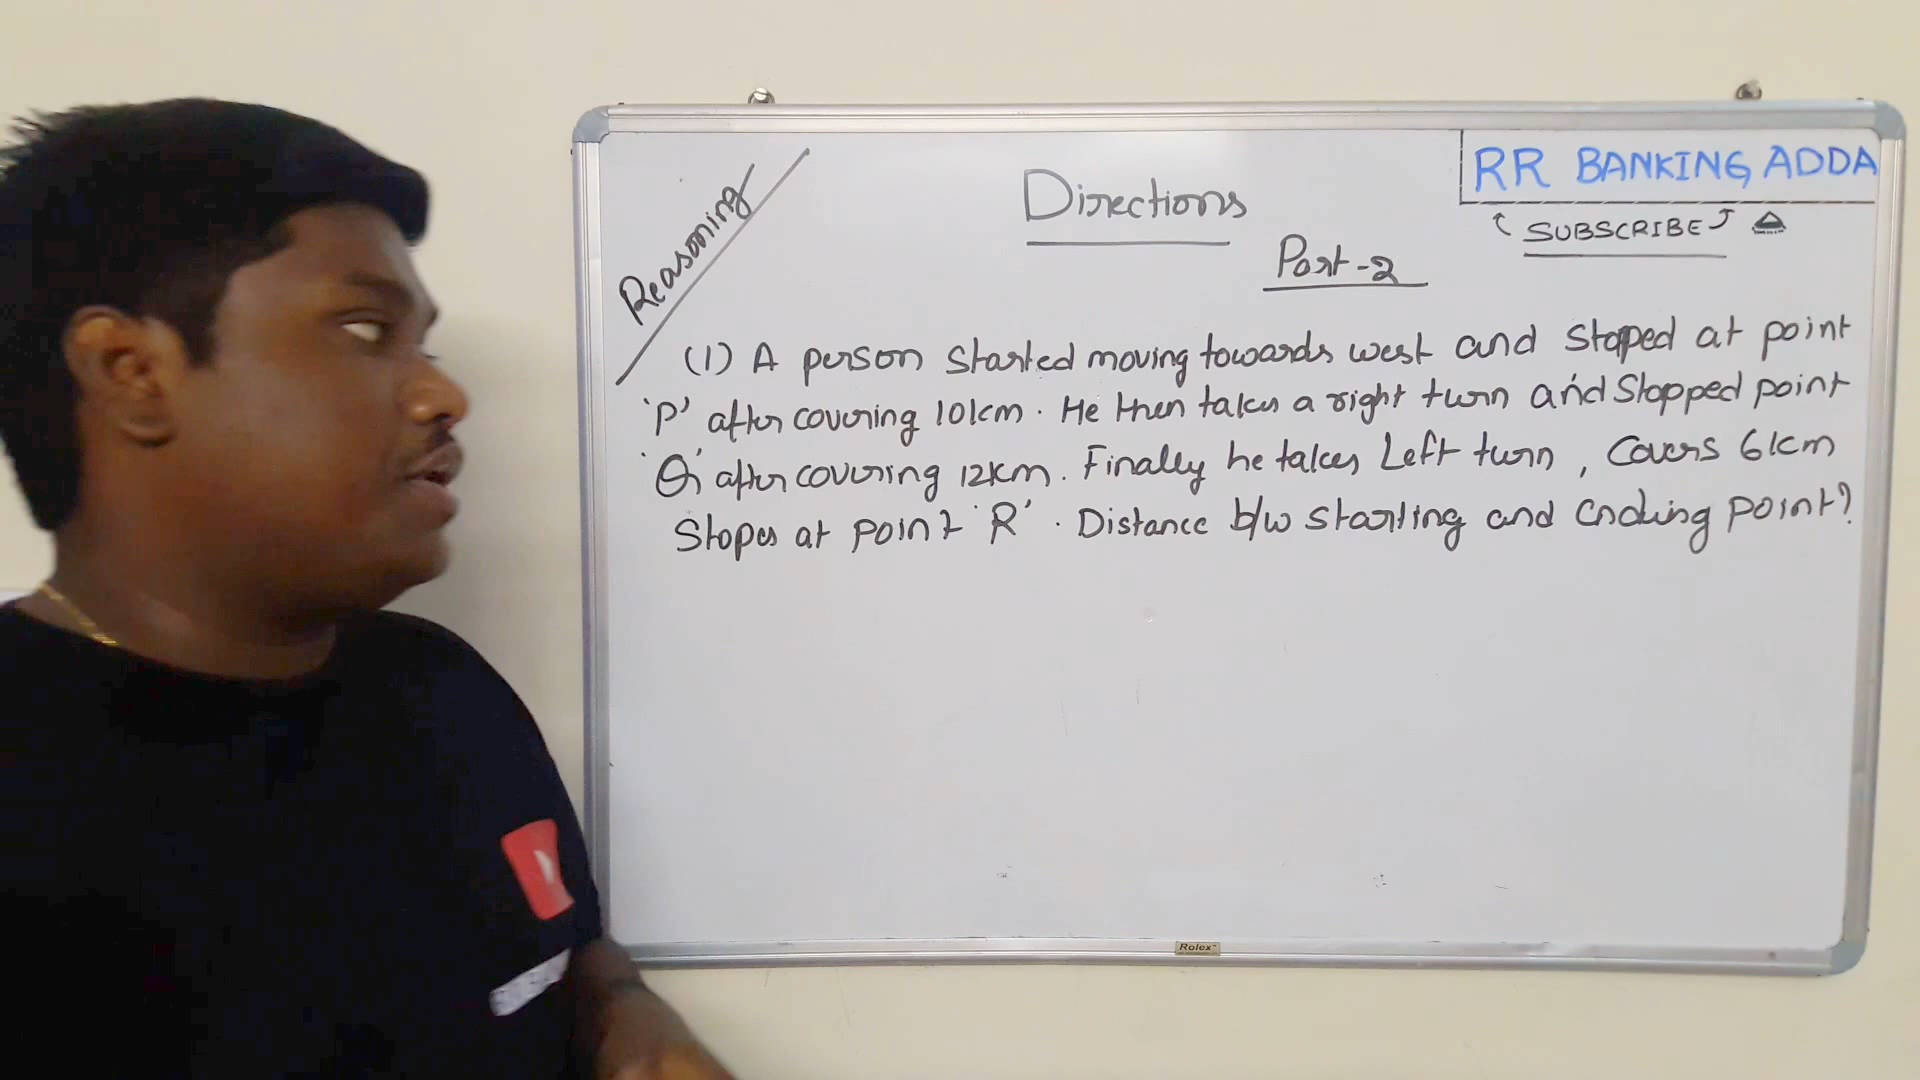 Reasoning
Directions
Part-2
RR BANKING ADDA
SUBSCRIBE
(1) A person started moving towards west and stoped at point
'P' after covering 10km. He then takes a right turn and stopped point
'Q' after covering 12km. Finally he takes Left turn, Covers 6km
Stopes at point 'R'. Distance b/w starting and ending point?
Rolex